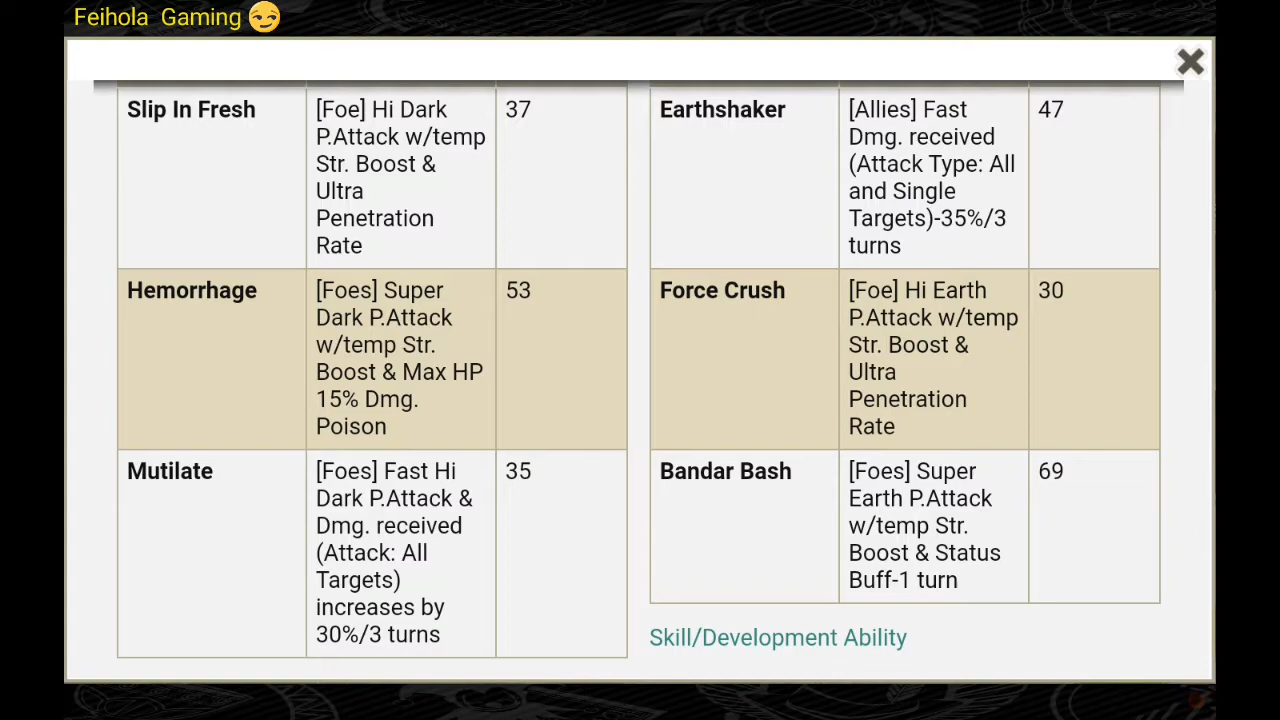 Feihola Gaming 😏
Slip In Fresh
[Foe] Hi Dark
P.Attack w/temp
Str. Boost &
Ultra
Penetration
Rate
37
Hemorrhage
[Foes] Super
Dark P.Attack
w/temp Str.
Boost & Max HP
15% Dmg.
Poison
53
Mutilate
[Foes] Fast Hi
Dark P.Attack &
Dmg. received
(Attack: All
Targets)
increases by
30%/3 turns
35
Earthshaker
[Allies] Fast
Dmg. received
(Attack Type: All
and Single
Targets)-35%/3
turns
47
Force Crush
[Foe] Hi Earth
P.Attack w/temp
Str. Boost &
Ultra
Penetration
Rate
30
Bandar Bash
[Foes] Super
Earth P.Attack
w/temp Str.
Boost & Status
Buff-1 turn
69
Skill/Development Ability